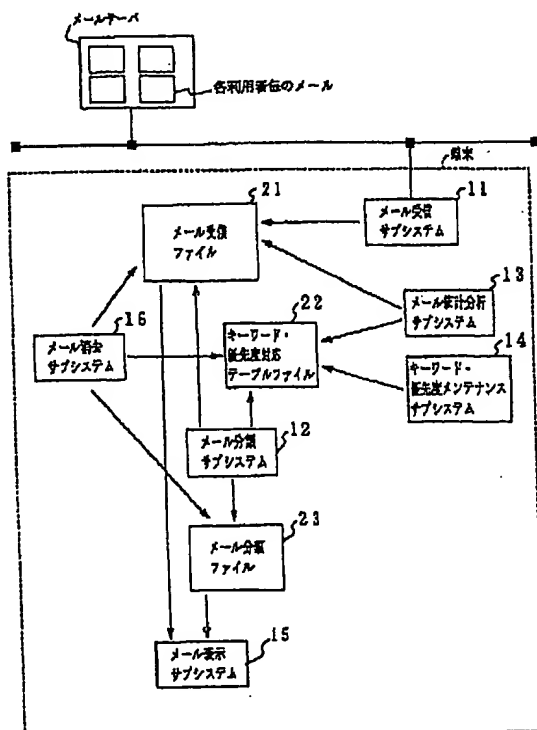 メールサーバ
各利用者伝のメール
端末
21
11
メール受信
ファイル
メール受信
サブシステム
13
22
メール統計分析
サブシステム
16
キーワード・
優先度対応
テーブルファイル
メール消去
サブシステム
14
キーワード・
優先度メンテナンス
サブシステム
12
メール分類
サブシステム
23
メール分類
ファイル
15
メール表示
サブシステム